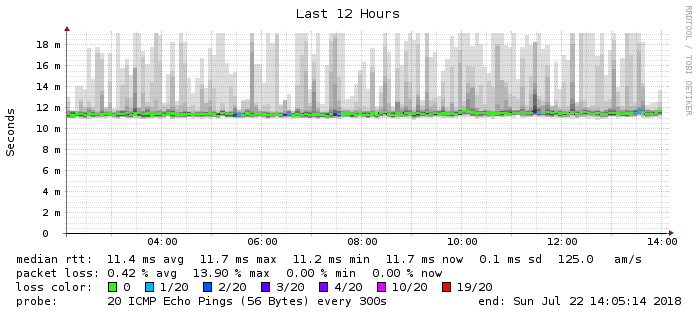 Last 12 Hours
RRDTOOL / TOBI OETIKER
Seconds
18 m
16 m
14 m
12 m
10 m
8 m
6 m
4 m
2 m
0
04:00 06:00 08:00 10:00 12:00 14:00
median rtt: 11.4 ms avg 11.7 ms max 11.2 ms min 11.7 ms now 0.1 ms sd 125.0 am/s
packet loss: 0.42 % avg 13.90 % max 0.00 % min 0.00 % now
loss color: 0 1/20 2/20 3/20 4/20 10/20 19/20
probe: 20 ICMP Echo Pings (56 Bytes) every 300s end: Sun Jul 22 14:05:14 2018